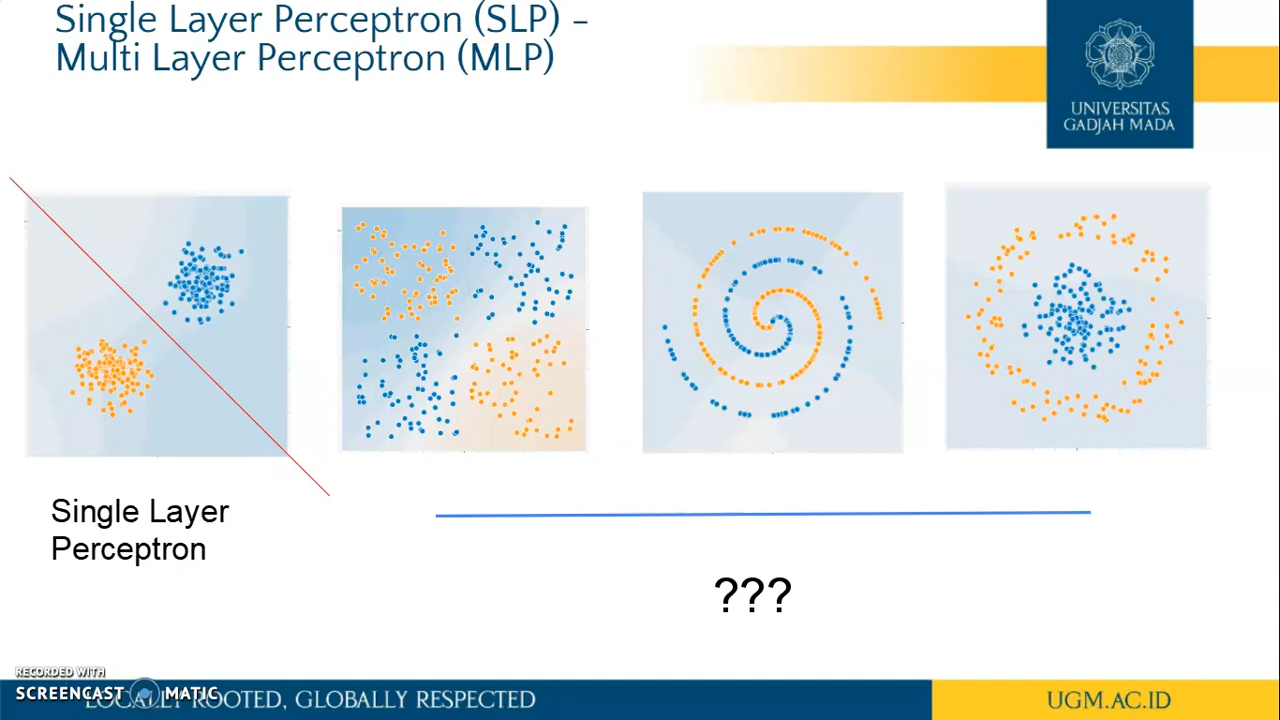 Single Layer Perceptron (SLP) –
Multi Layer Perceptron (MLP)
UNIVERSITAS
GADJAH MADA
Single Layer
Perceptron
???
RECORDED WITH
SCREENCAST MATIC
LOCALLY ROOTED, GLOBALLY RESPECTED
UGM.AC.ID